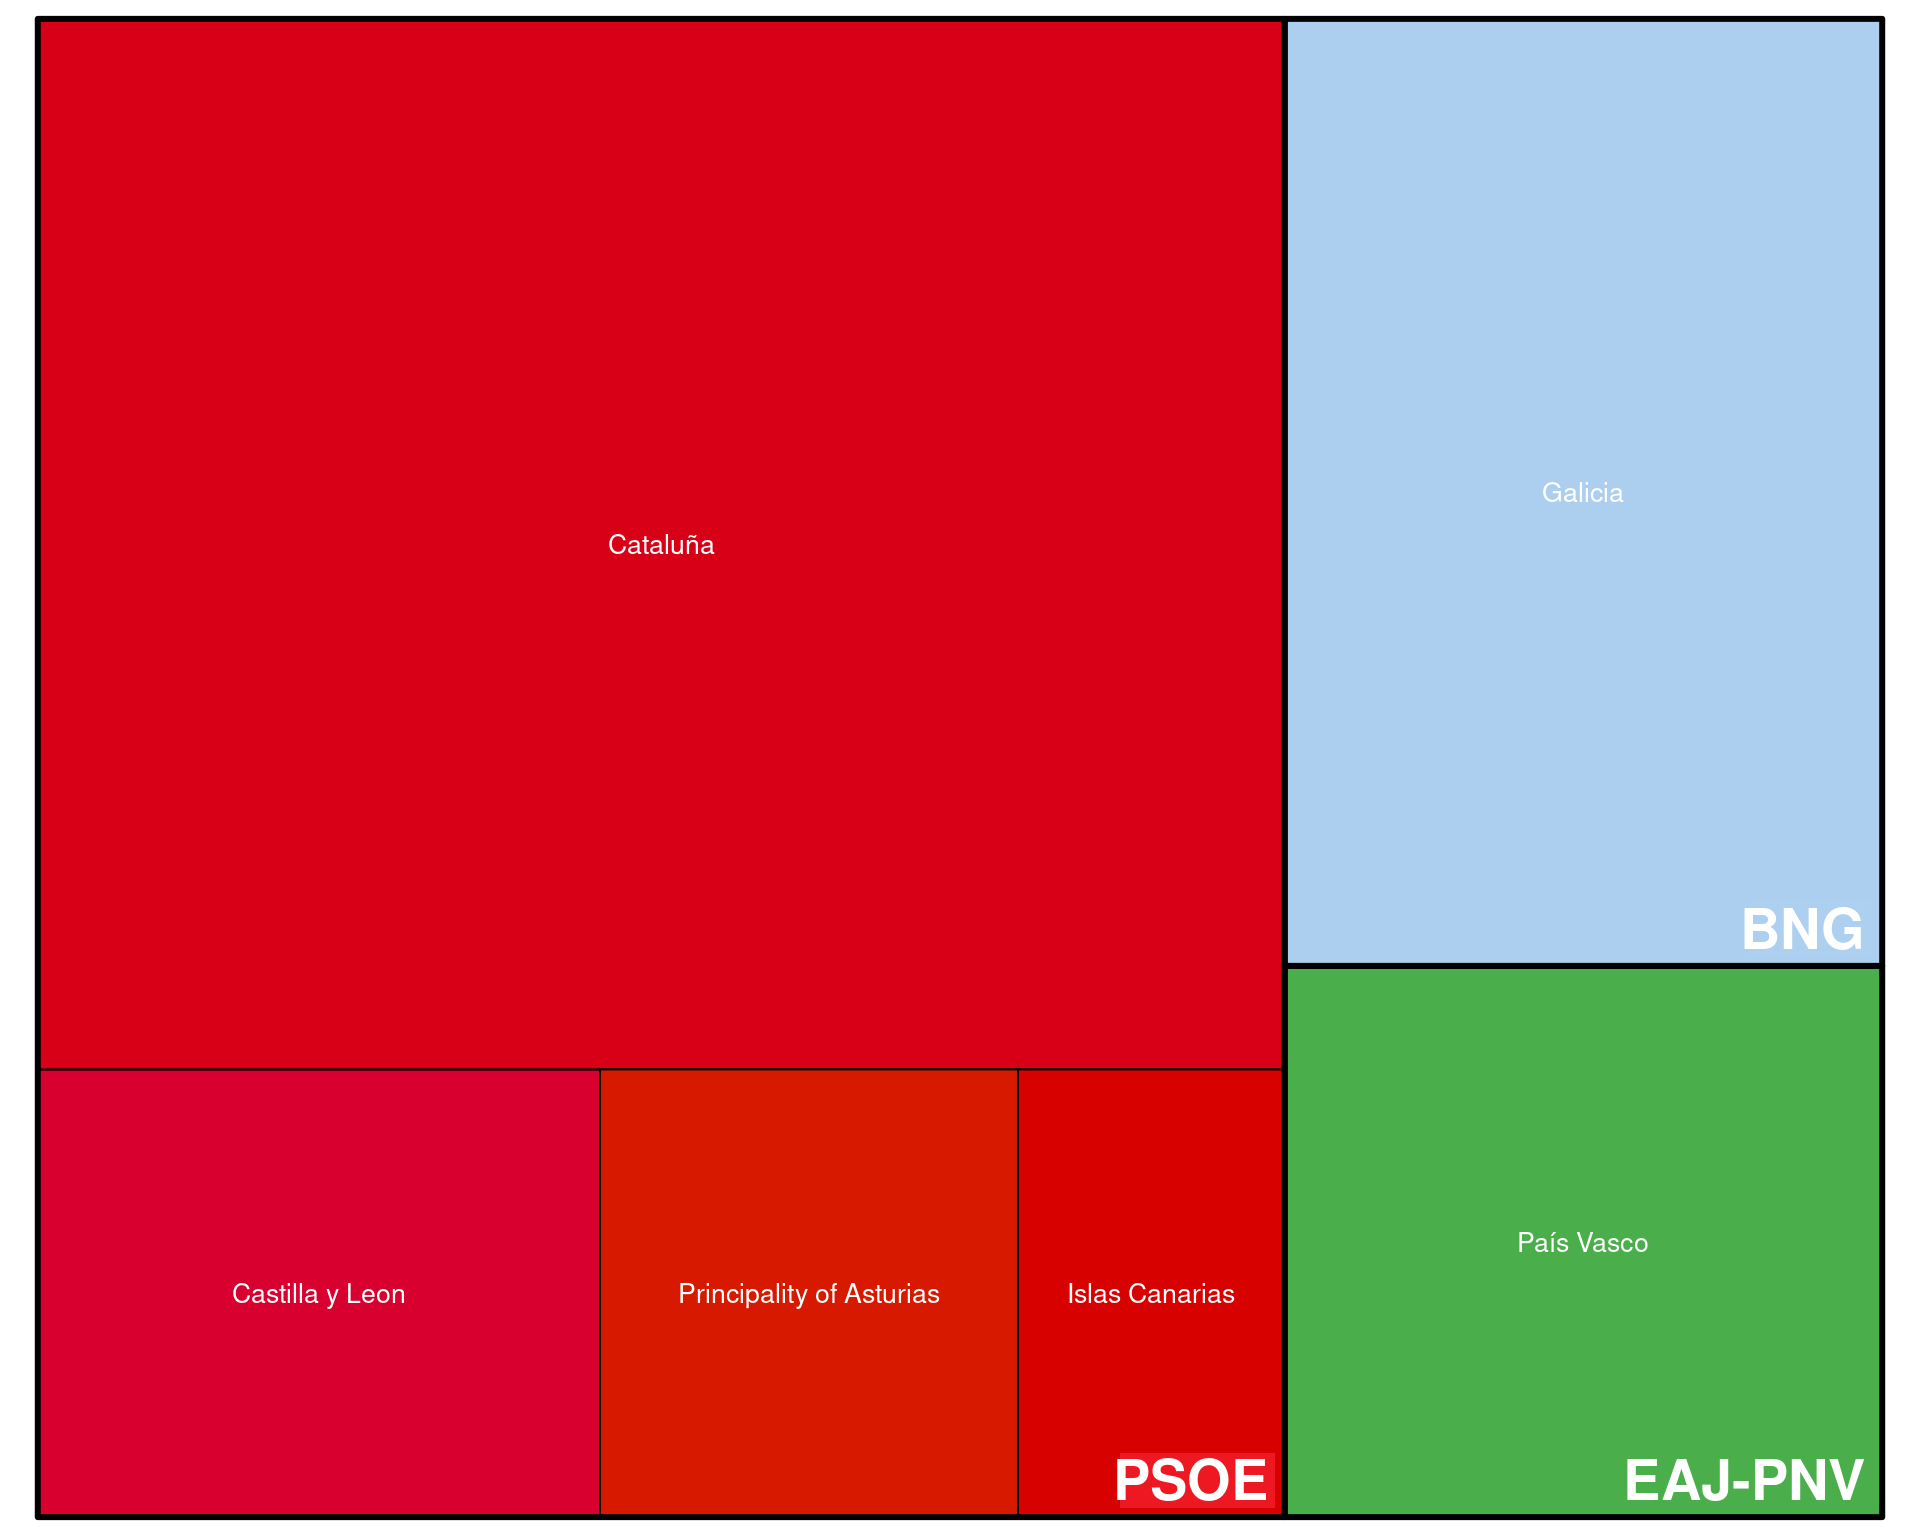 Cataluña
Galicia
BNG
Castilla y Leon
Principality of Asturias
Islas Canarias
País Vasco
PSOE
EAJ-PNV